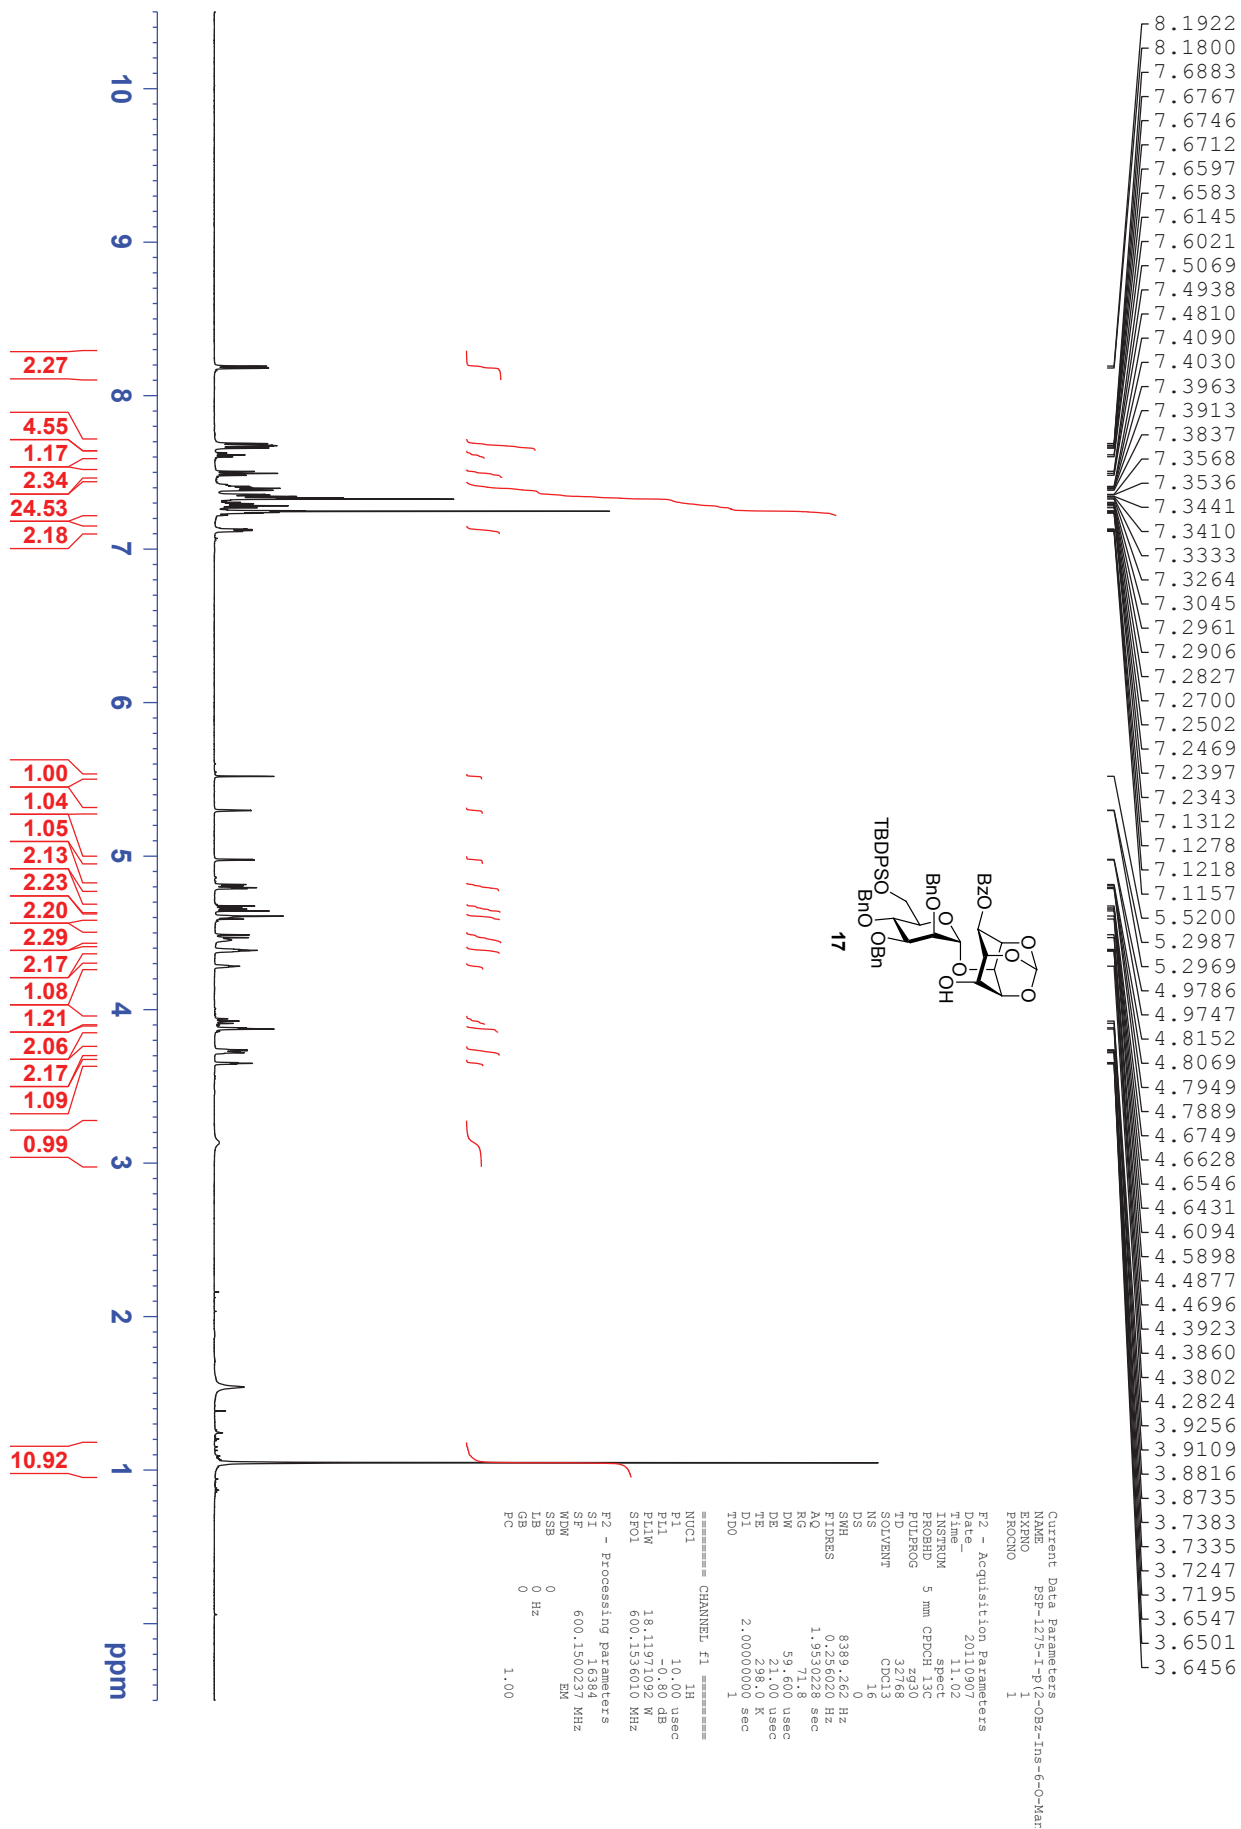 8.1922
8.1800
7.6883
7.6767
7.6746
7.6712
7.6597
7.6583
7.6145
7.6021
7.5069
7.4938
7.4810
7.4090
7.4030
7.3963
7.3913
7.3837
7.3568
7.3536
7.3441
7.3410
7.3333
7.3264
7.3045
7.2961
7.2906
7.2827
7.2700
7.2502
7.2469
7.2397
7.2343
7.1312
7.1278
7.1218
7.1157
5.5200
5.2987
5.2969
4.9786
4.9747
4.8152
4.8069
4.7949
4.7889
4.6749
4.6628
4.6546
4.6431
4.6094
4.5898
4.4877
4.4696
4.3923
4.3860
4.3802
4.2824
3.9256
3.9109
3.8816
3.8735
3.7383
3.7335
3.7247
3.7195
3.6547
3.6501
3.6456
BzO
O
O
O
O
OH
BnO
O
TBDPSO
BnO
OBn
17
Current Data Parameters
NAME PSP-1275-I-p(2-OBz-Ins-6-O-Man
EXPNO 1
PROCNO 1
F2 - Acquisition Parameters
Date_ 20110907
Time 11.02
INSTRUM spect
PROBHD 5 mm CPDCH 13C
PULPROG zg30
TD 32768
SOLVENT CDCl3
NS 16
DS 0
SWH 8389.262 Hz
FIDRES 0.256020 Hz
AQ 1.9530228 sec
RG 71.8
DW 59.600 usec
DE 21.00 usec
TE 298.0 K
D1 2.00000000 sec
TD0 1
======== CHANNEL f1 ========
NUC1 1H
P1 10.00 usec
PL1 -0.80 dB
PL1W 18.11971092 W
SFO1 600.1536010 MHz
F2 - Processing parameters
SI 16384
SF 600.1500237 MHz
WDW EM
SSB 0
LB 0 Hz
GB 0
PC 1.00
10
9
8
7
6
5
4
3
2
1
ppm
2.27
4.55
1.17
2.34
24.53
2.18
1.00
1.04
1.05
2.13
2.23
2.20
2.29
2.17
1.08
1.21
2.06
2.17
1.09
0.99
10.92